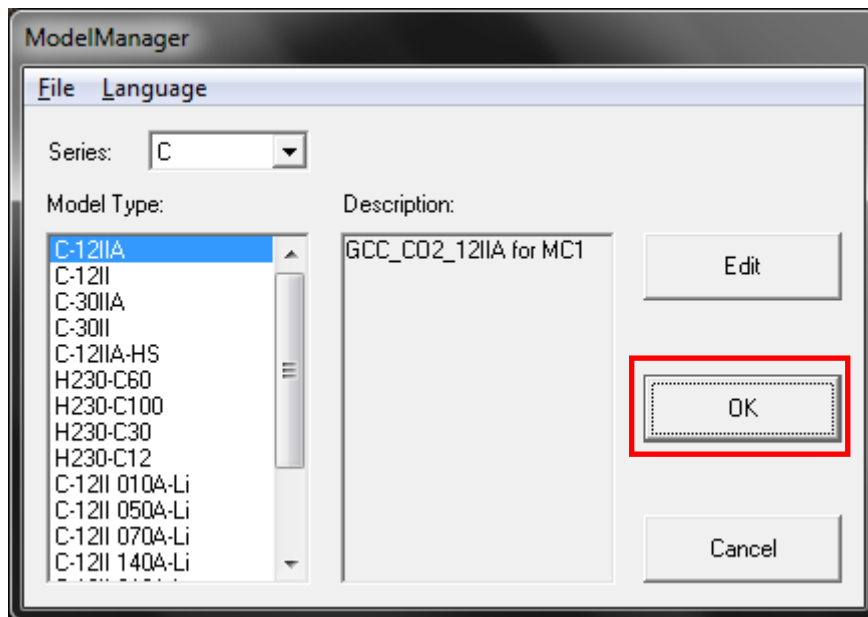 ModelManager
File Language
Series: C
Model Type: Description:
C-12IIA
C-12II
C-30IIA
C-30II
C-12IIA-HS
H230-C60
H230-C100
H230-C30
H230-C12
C-12II 010A-Li
C-12II 050A-Li
C-12II 070A-Li
C-12II 140A-Li
GCC_CO2_12IIA for MC1
Edit
OK
Cancel